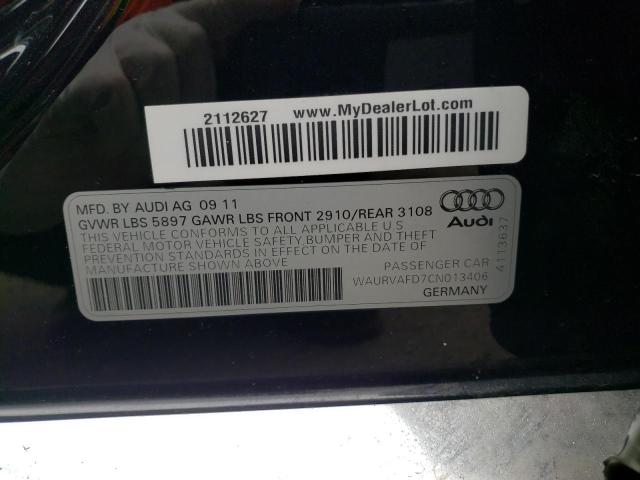 2112627 www.MyDealerLot.com
MFD. BY AUDI AG 09 11
GVWR LBS 5897 GAWR LBS FRONT 2910/REAR 3108
THIS VEHICLE CONFORMS TO ALL APPLICABLE U S
FEDERAL MOTOR VEHICLE SAFETY, BUMPER AND THEFT
PREVENTION STANDARDS IN EFFECT ON THE DATE OF
MANUFACTURE SHOWN ABOVE
Audi
PASSENGER CAR
WAURVAFD7CN013406
GERMANY
4113637